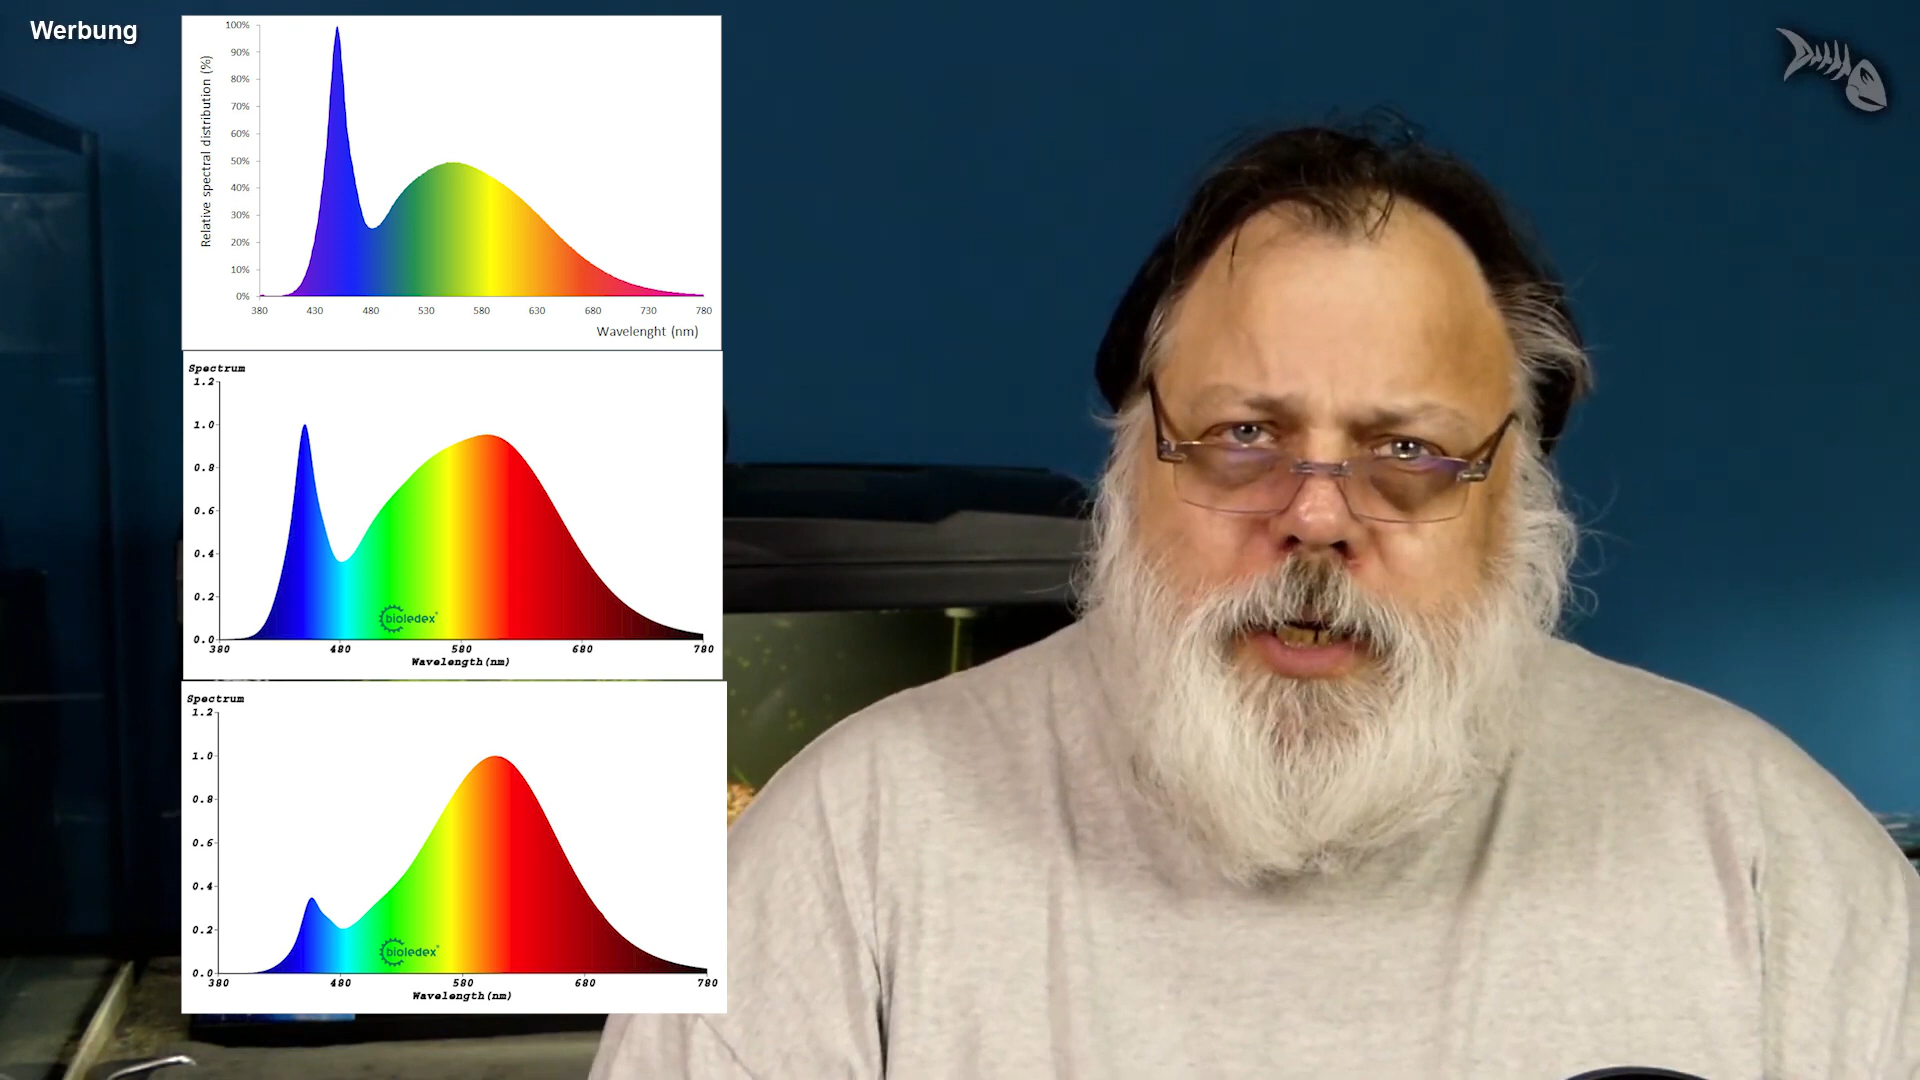 Werbung
Relative spectral distribution (%)
100%
90%
80%
70%
60%
50%
40%
30%
20%
10%
0%
380 430 480 530 580 630 680 730 780
Wavelenght (nm)
Spectrum
1.2
1.0
0.8
0.6
0.4
0.2
0.0
380 480 580 680 780
bioledex
Wavelength(nm)
Spectrum
1.2
1.0
0.8
0.6
0.4
0.2
0.0
380 480 580 680 780
bioledex
Wavelength(nm)